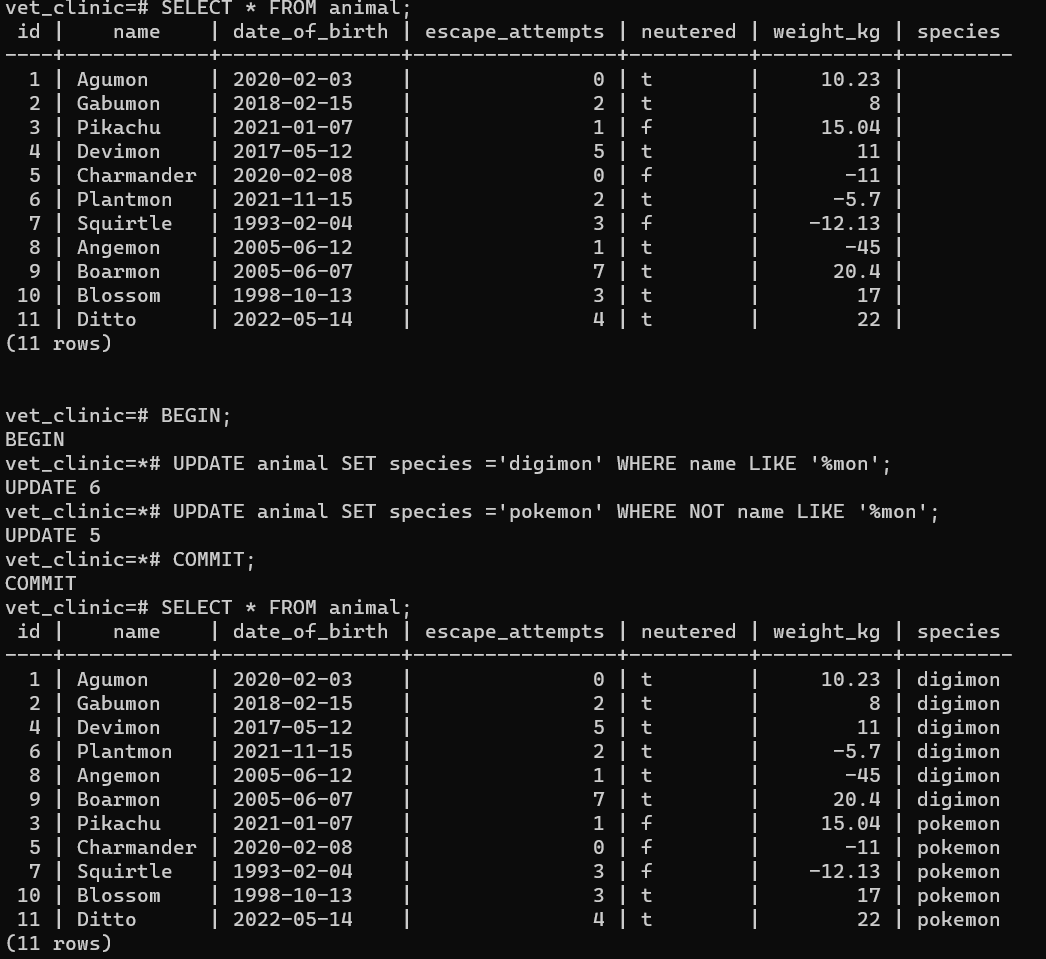 vet_clinic=# SELECT * FROM animal;
 id |    name    | date_of_birth | escape_attempts | neutered | weight_kg | species
----+------------+---------------+-----------------+----------+-----------+---------
  1 | Agumon     | 2020-02-03    |               0 | t        |     10.23 |
  2 | Gabumon    | 2018-02-15    |               2 | t        |         8 |
  3 | Pikachu    | 2021-01-07    |               1 | f        |     15.04 |
  4 | Devimon    | 2017-05-12    |               5 | t        |        11 |
  5 | Charmander | 2020-02-08    |               0 | f        |       -11 |
  6 | Plantmon   | 2021-11-15    |               2 | t        |      -5.7 |
  7 | Squirtle   | 1993-02-04    |               3 | f        |    -12.13 |
  8 | Angemon    | 2005-06-12    |               1 | t        |       -45 |
  9 | Boarmon    | 2005-06-07    |               7 | t        |      20.4 |
 10 | Blossom    | 1998-10-13    |               3 | t        |        17 |
 11 | Ditto      | 2022-05-14    |               4 | t        |        22 |
(11 rows)
vet_clinic=# BEGIN;
BEGIN
vet_clinic=*# UPDATE animal SET species ='digimon' WHERE name LIKE '%mon';
UPDATE 6
vet_clinic=*# UPDATE animal SET species ='pokemon' WHERE NOT name LIKE '%mon';
UPDATE 5
vet_clinic=*# COMMIT;
COMMIT
vet_clinic=# SELECT * FROM animal;
 id |    name    | date_of_birth | escape_attempts | neutered | weight_kg | species
----+------------+---------------+-----------------+----------+-----------+---------
  1 | Agumon     | 2020-02-03    |               0 | t        |     10.23 | digimon
  2 | Gabumon    | 2018-02-15    |               2 | t        |         8 | digimon
  4 | Devimon    | 2017-05-12    |               5 | t        |        11 | digimon
  6 | Plantmon   | 2021-11-15    |               2 | t        |      -5.7 | digimon
  8 | Angemon    | 2005-06-12    |               1 | t        |       -45 | digimon
  9 | Boarmon    | 2005-06-07    |               7 | t        |      20.4 | digimon
  3 | Pikachu    | 2021-01-07    |               1 | f        |     15.04 | pokemon
  5 | Charmander | 2020-02-08    |               0 | f        |       -11 | pokemon
  7 | Squirtle   | 1993-02-04    |               3 | f        |    -12.13 | pokemon
 10 | Blossom    | 1998-10-13    |               3 | t        |        17 | pokemon
 11 | Ditto      | 2022-05-14    |               4 | t        |        22 | pokemon
(11 rows)